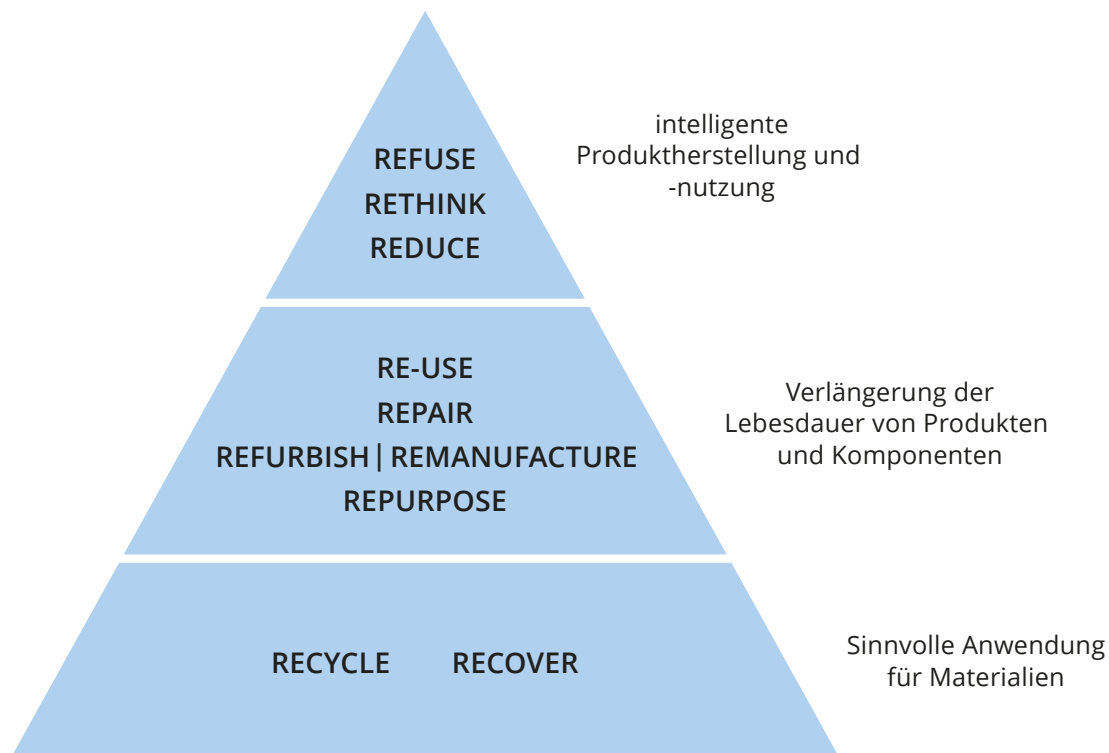 REFUSE
RETHINK
REDUCE
intelligente
Produktherstellung und
-nutzung
RE-USE
REPAIR
REFURBISH | REMANUFACTURE
REPURPOSE
Verlängerung der
Lebesdauer von Produkten
und Komponenten
RECYCLE RECOVER
Sinnvolle Anwendung
für Materialien